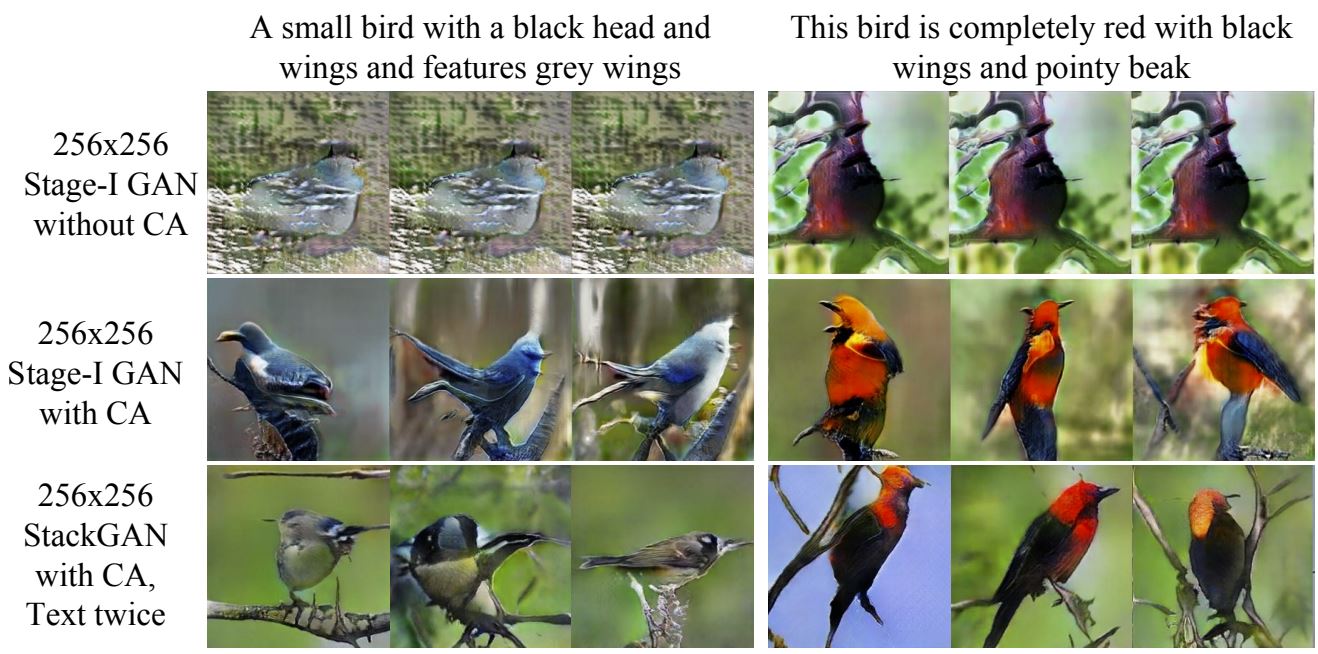 A small bird with a black head and
wings and features grey wings
This bird is completely red with black
wings and pointy beak
256x256
Stage-I GAN
without CA
256x256
Stage-I GAN
with CA
256x256
StackGAN
with CA,
Text twice